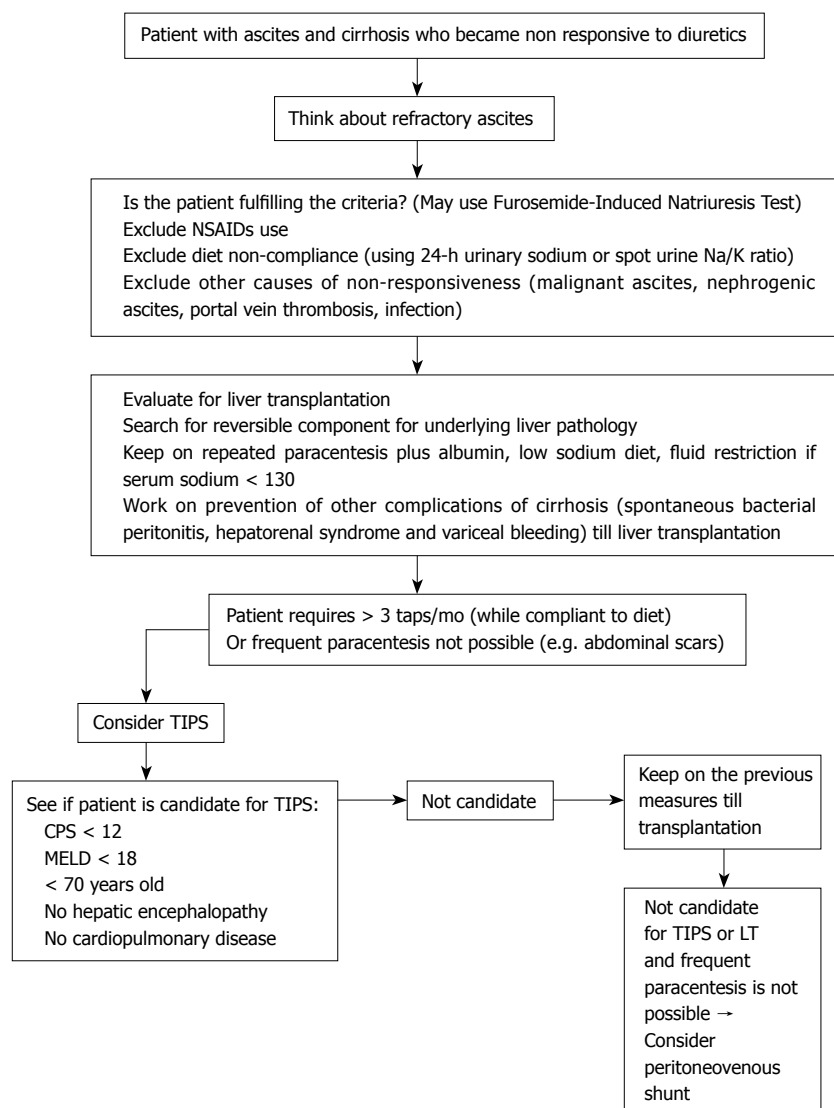 Patient with ascites and cirrhosis who became non responsive to diuretics
Think about refractory ascites
Is the patient fulfilling the criteria? (May use Furosemide-Induced Natriuresis Test)
Exclude NSAIDs use
Exclude diet non-compliance (using 24-h urinary sodium or spot urine Na/K ratio)
Exclude other causes of non-responsiveness (malignant ascites, nephrogenic
ascites, portal vein thrombosis, infection)
Evaluate for liver transplantation
Search for reversible component for underlying liver pathology
Keep on repeated paracentesis plus albumin, low sodium diet, fluid restriction if
serum sodium < 130
Work on prevention of other complications of cirrhosis (spontaneous bacterial
peritonitis, hepatorenal syndrome and variceal bleeding) till liver transplantation
Patient requires > 3 taps/mo (while compliant to diet)
Or frequent paracentesis not possible (e.g. abdominal scars)
Consider TIPS
See if patient is candidate for TIPS:
CPS < 12
MELD < 18
< 70 years old
No hepatic encephalopathy
No cardiopulmonary disease
Not candidate
Keep on the previous
measures till
transplantation
Not candidate
for TIPS or LT
and frequent
paracentesis is not
possible →
Consider
peritoneovenous
shunt